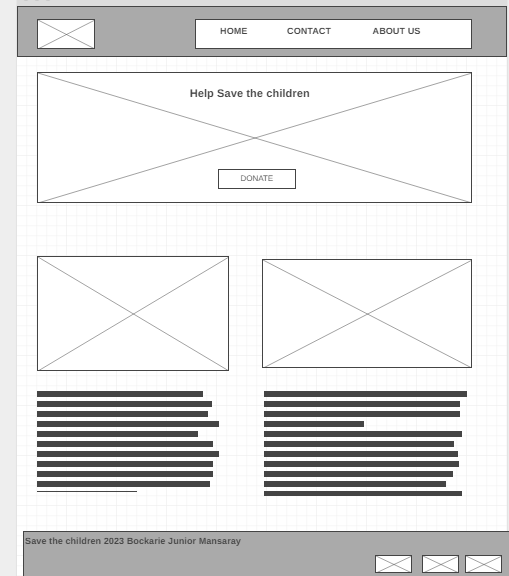 HOME CONTACT ABOUT US
Help Save the children
DONATE
Save the children 2023 Bockarie Junior Mansaray